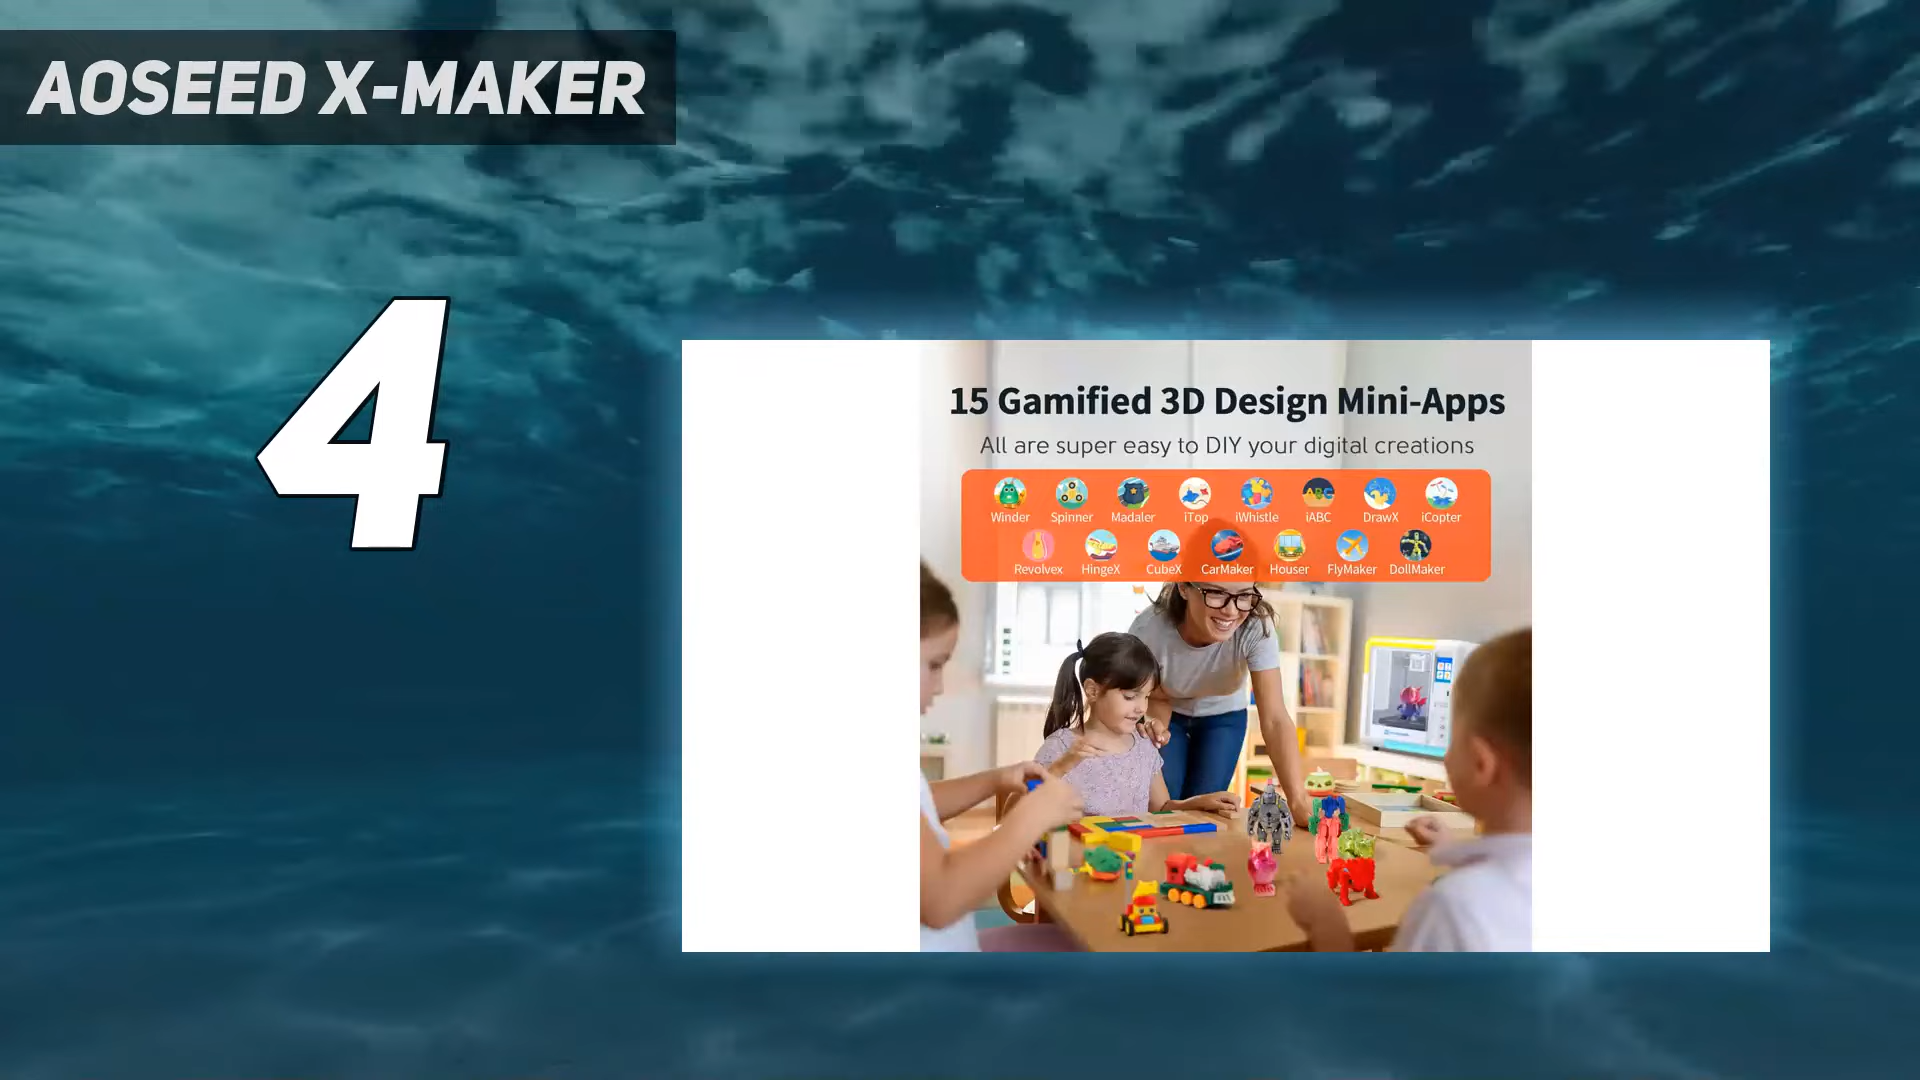 AOSEED X-MAKER
4
15 Gamified 3D Design Mini-Apps
All are super easy to DIY your digital creations
Winder Spinner Madaler iTop iWhistle iABC DrawX iCopter
Revolvex HingeX CubeX CarMaker Houser FlyMaker DollMaker
ABC